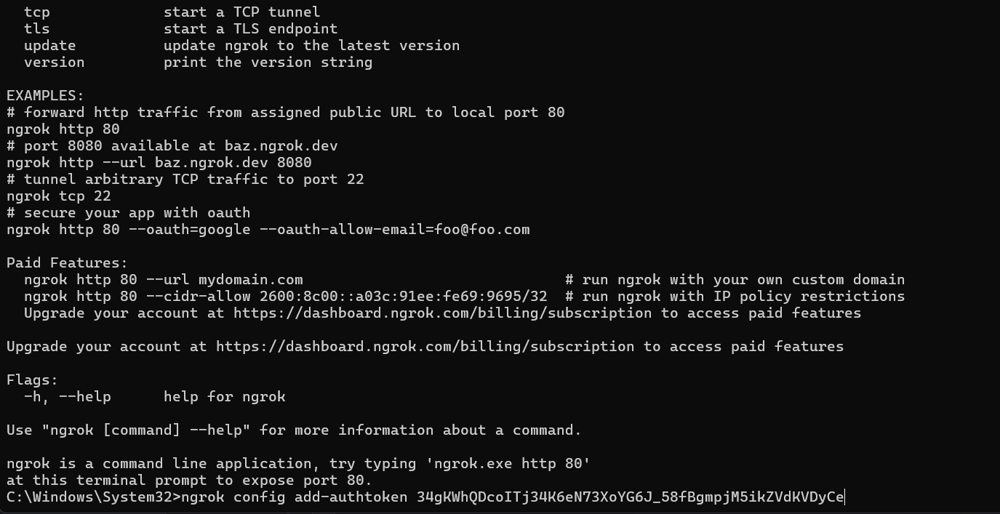 tcp start a TCP tunnel
tls start a TLS endpoint
update update ngrok to the latest version
version print the version string
EXAMPLES:
# forward http traffic from assigned public URL to local port 80
ngrok http 80
# port 8080 available at baz.ngrok.dev
ngrok http --url baz.ngrok.dev 8080
# tunnel arbitrary TCP traffic to port 22
ngrok tcp 22
# secure your app with oauth
ngrok http 80 --oauth=google --oauth-allow-email=foo@foo.com
Paid Features:
ngrok http 80 --url mydomain.com # run ngrok with your own custom domain
ngrok http 80 --cidr-allow 2600:8c00::a03c:91ee:fe69:9695/32 # run ngrok with IP policy restrictions
Upgrade your account at https://dashboard.ngrok.com/billing/subscription to access paid features
Upgrade your account at https://dashboard.ngrok.com/billing/subscription to access paid features
Flags:
-h, --help help for ngrok
Use "ngrok [command] --help" for more information about a command.
ngrok is a command line application, try typing 'ngrok.exe http 80'
at this terminal prompt to expose port 80.
C:\Windows\System32>ngrok config add-authtoken 34gKWhQDcoITj34K6eN73XoYG6J_58fBgmpjM5ikZVdKVDyCe